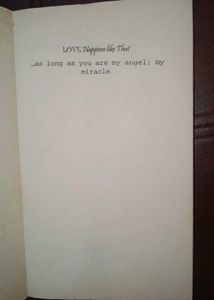 LOVE Happens like That
…as long as you are my angel; my
miracle